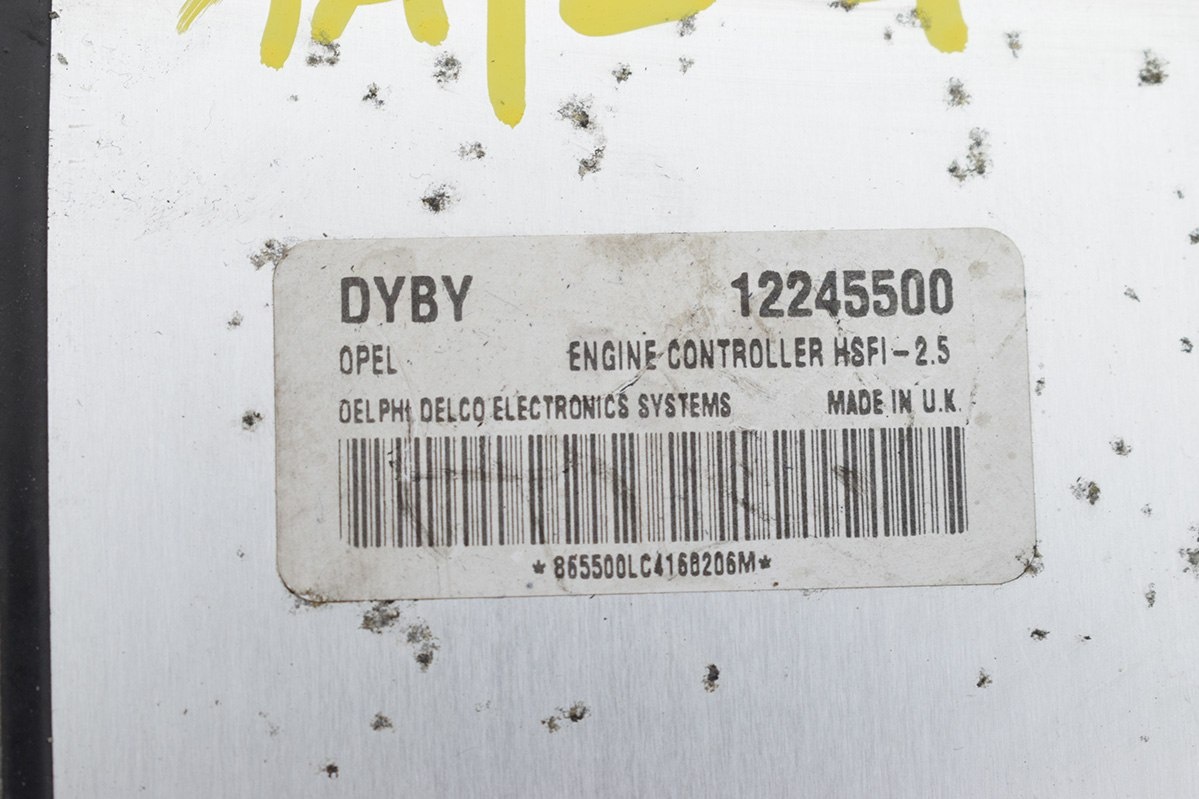 DYBY 12245500
OPEL ENGINE CONTROLLER HSFI-2.5
DELPHI DELCO ELECTRONICS SYSTEMS MADE IN U.K.
*865500LC4168206M*